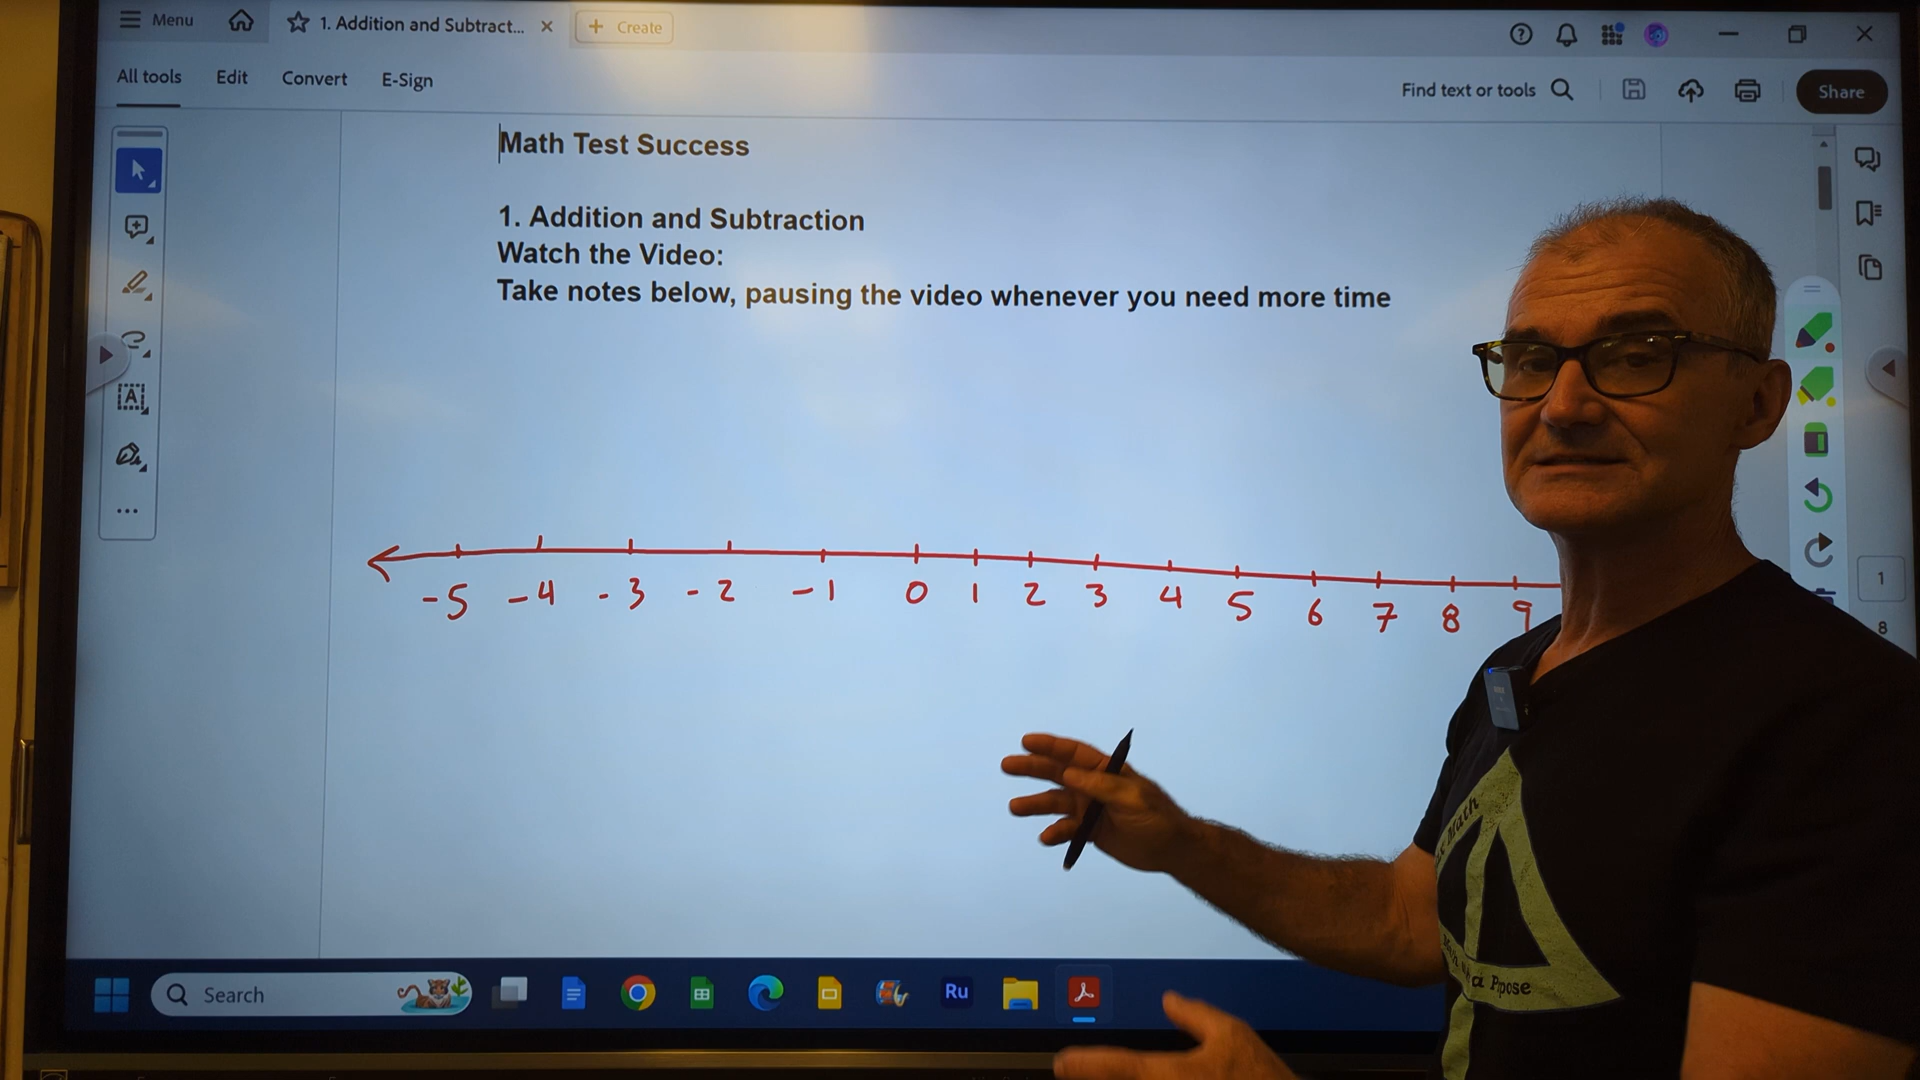 Menu
1. Addition and Subtract...
Create
All tools
Edit
Convert
E-Sign
Find text or tools
Share
Math Test Success
1. Addition and Subtraction
Watch the Video:
Take notes below, pausing the video whenever you need more time
-5 -4 -3 -2 -1 0 1 2 3 4 5 6 7 8 9
1
8
Math
a Purpose
Search
Ru